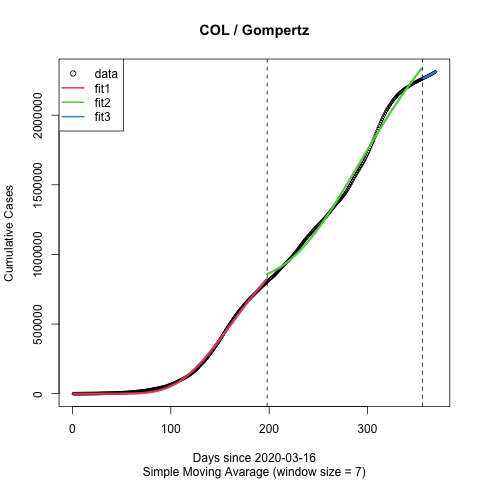 COL / Gompertz
data
fit1
fit2
fit3
Cumulative Cases
0
500000
1000000
1500000
2000000
0
100
200
300
Days since 2020-03-16
Simple Moving Avarage (window size = 7)